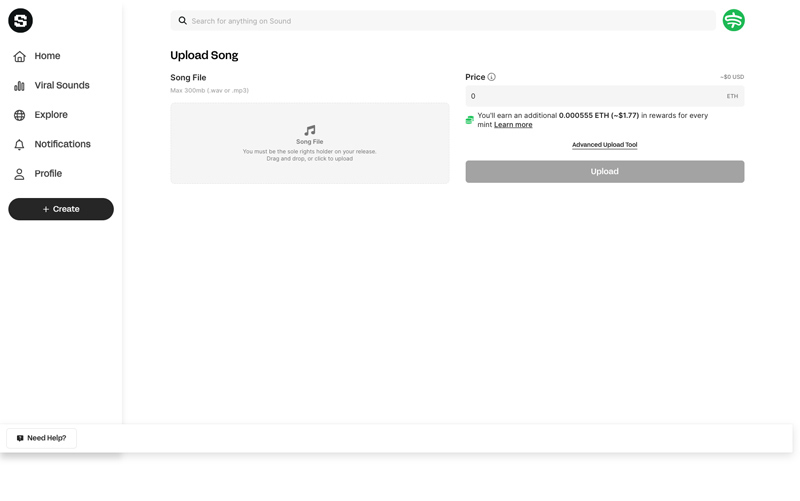 S
Search for anything on Sound
Home
Viral Sounds
Explore
Notifications
Profile
+ Create
Upload Song
Song File
Max 300mb (.wav or .mp3)
Song File
You must be the sole rights holder on your release.
Drag and drop, or click to upload
Price
~$0 USD
0
ETH
You'll earn an additional 0.000555 ETH (~$1.77) in rewards for every
mint Learn more
Advanced Upload Tool
Upload
Need Help?